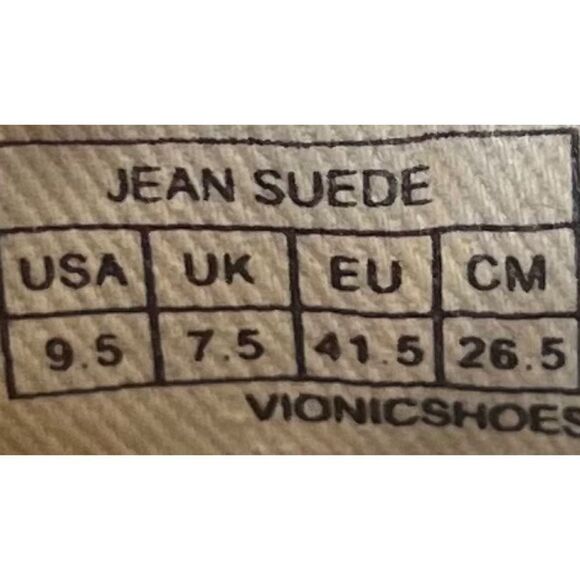 JEAN SUEDE
USA UK EU CM
9.5 7.5 41.5 26.5
VIONICSHOES